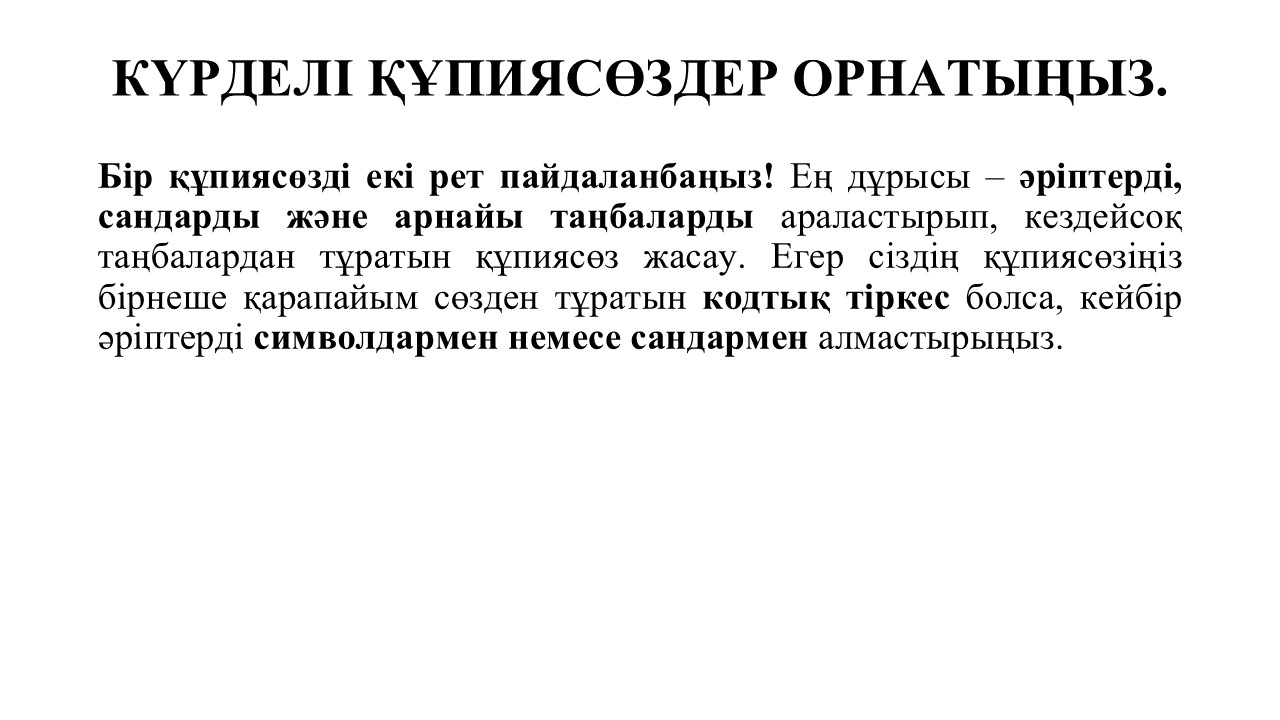 КҮРДЕЛІ ҚҰПИЯСӨЗДЕР ОРНАТЫҢЫЗ.
Бір құпиясөзді екі рет пайдаланбаңыз! Ең дұрысы – әріптерді,
сандарды және арнайы таңбаларды араластырып, кездейсоқ
таңбалардан тұратын құпиясөз жасау. Егер сіздің құпиясөзіңіз
бірнеше қарапайым сөзден тұратын кодтық тіркес болса, кейбір
әріптерді символдармен немесе сандармен алмастырыңыз.